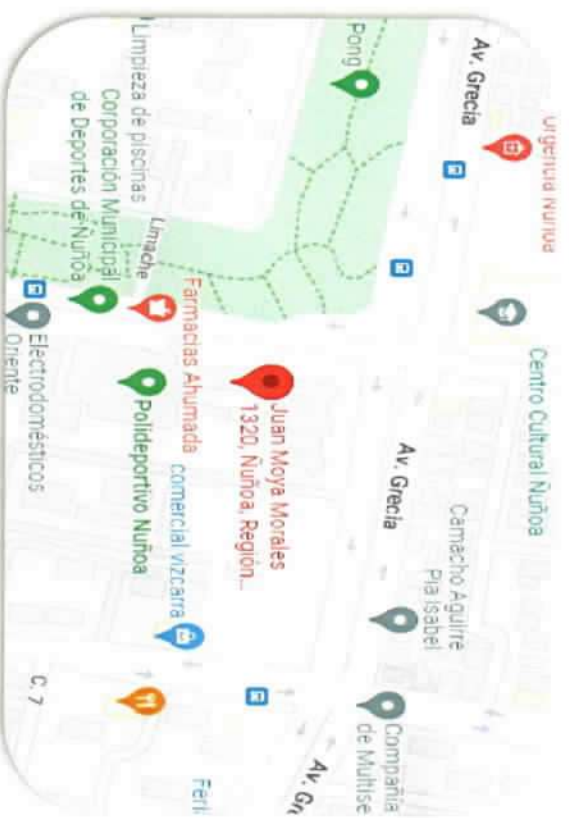 Urgencia Ñuñoa
Centro Cultural Ñuñoa
Av. Grecia
Camacho Aguirre
Pia Isabel
Compañía
de Multise
Av. Grecia
Av. Gre
Pong
Juan Moya Morales
1320, Ñuñoa, Región...
Farmacias Ahumada
comercial vizcarra
Feri
Limache
Polideportivo Ñuñoa
Limpieza de piscinas
Corporación Municipal
de Deportes de Ñuñoa
Electrodomésticos
Oriente
C. 7